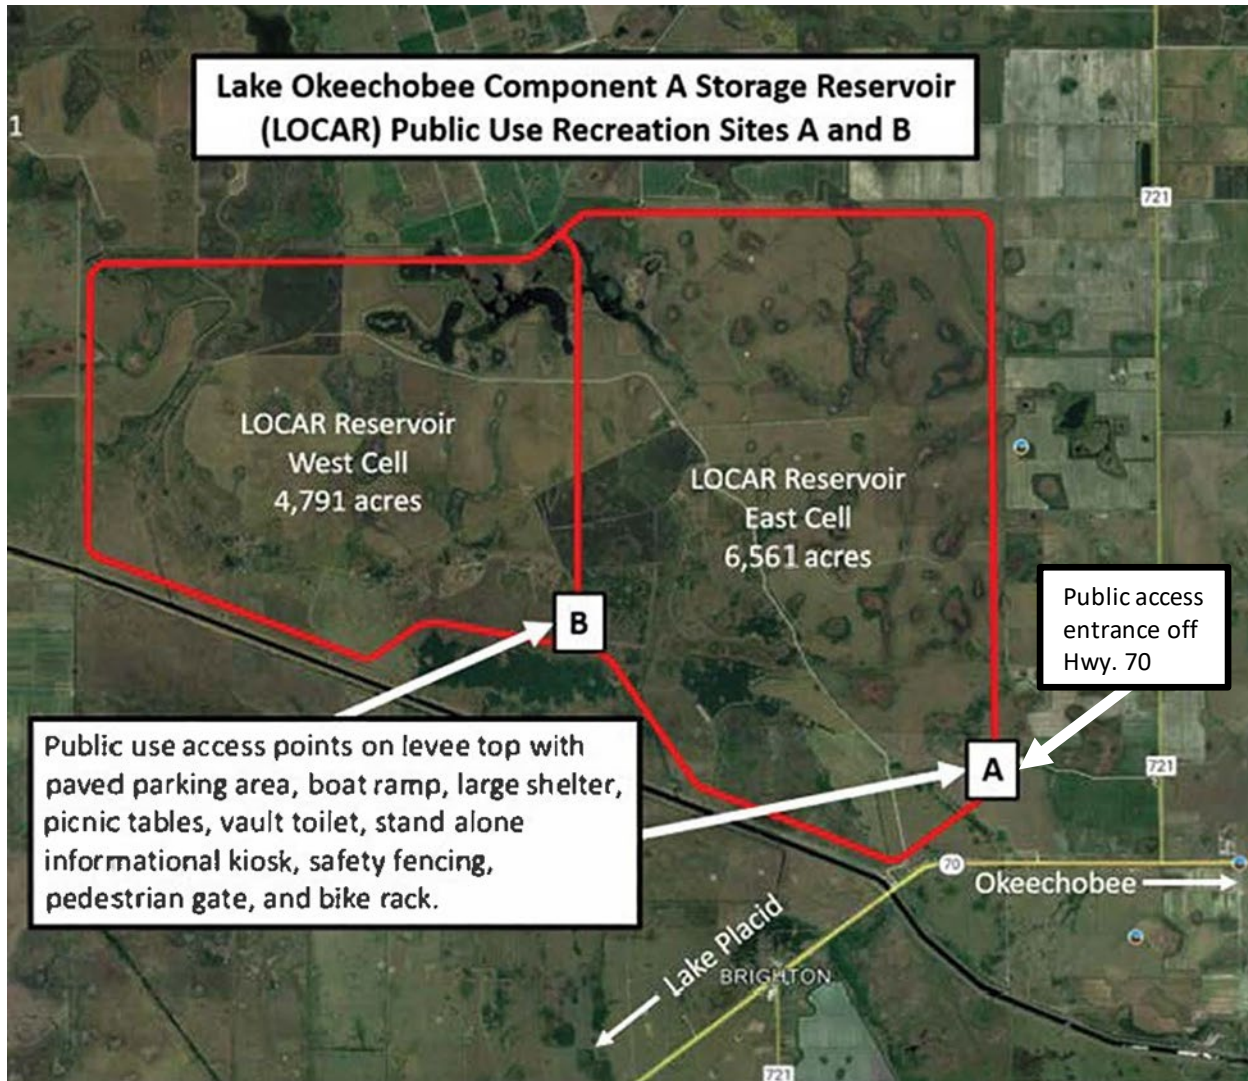 Lake Okeechobee Component A Storage Reservoir
(LOCAR) Public Use Recreation Sites A and B
1
721
LOCAR Reservoir
West Cell
4,791 acres
LOCAR Reservoir
East Cell
6,561 acres
Public access
entrance off
Hwy. 70
B
A
721
Public use access points on levee top with
paved parking area, boat ramp, large shelter,
picnic tables, vault toilet, stand alone
informational kiosk, safety fencing,
pedestrian gate, and bike rack.
70
Okeechobee
Lake Placid
BRIGHTON
721